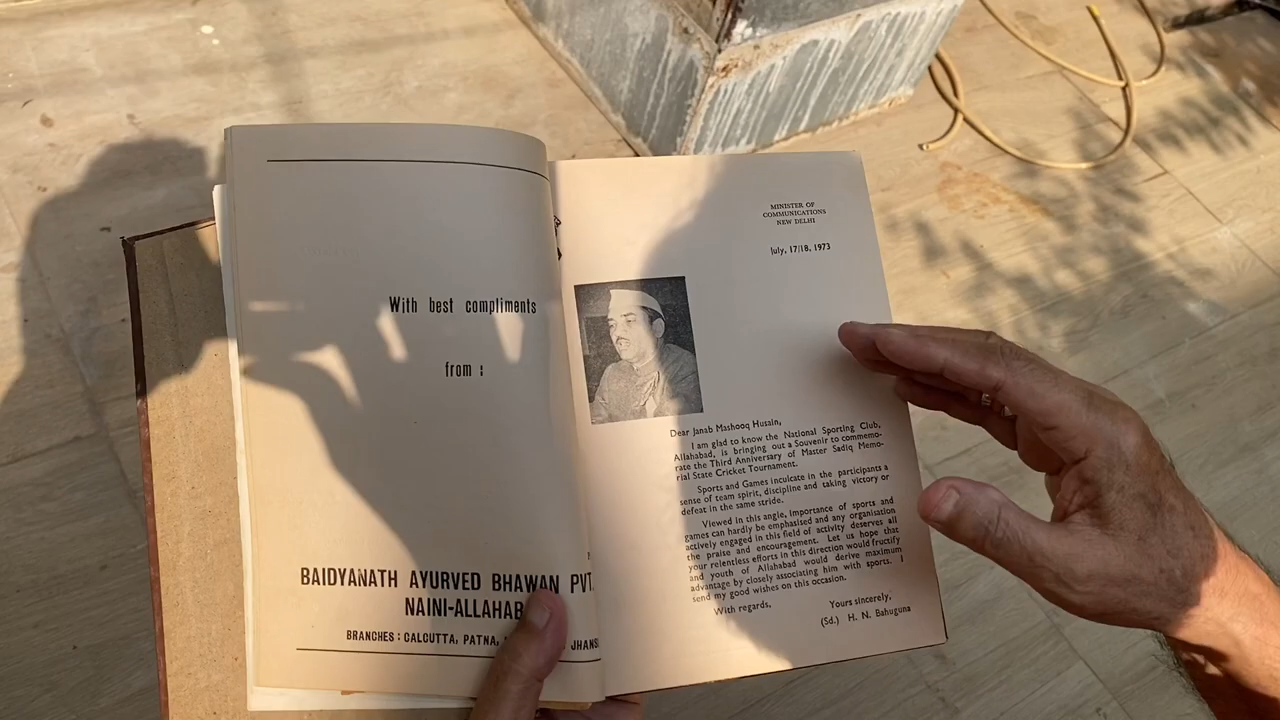 With best compliments
from :
BAIDYANATH AYURVED BHAWAN PVT.
NAINI-ALLAHAB
BRANCHES : CALCUTTA, PATNA, JHANSI
MINISTER OF
COMMUNICATIONS
NEW DELHI
July, 17/18, 1973
Dear Janab Mashooq Husain,
I am glad to know the National Sporting Club,
Allahabad, is bringing out a Souvenir to commemo-
rate the Third Anniversary of Master Sadiq Memo-
rial State Cricket Tournament.
Sports and Games inculcate in the participants a
sense of team spirit, discipline and taking victory or
defeat in the same stride.
Viewed in this angle, importance of sports and
games can hardly be emphasised and any organisation
actively engaged in this field of activity deserves all
the praise and encouragement. Let us hope that
your relentless efforts in this direction would fructify
and youth of Allahabad would derive maximum
advantage by closely associating him with sports. I
send my good wishes on this occasion.
With regards,
Yours sincerely,
(Sd.) H. N. Bahuguna